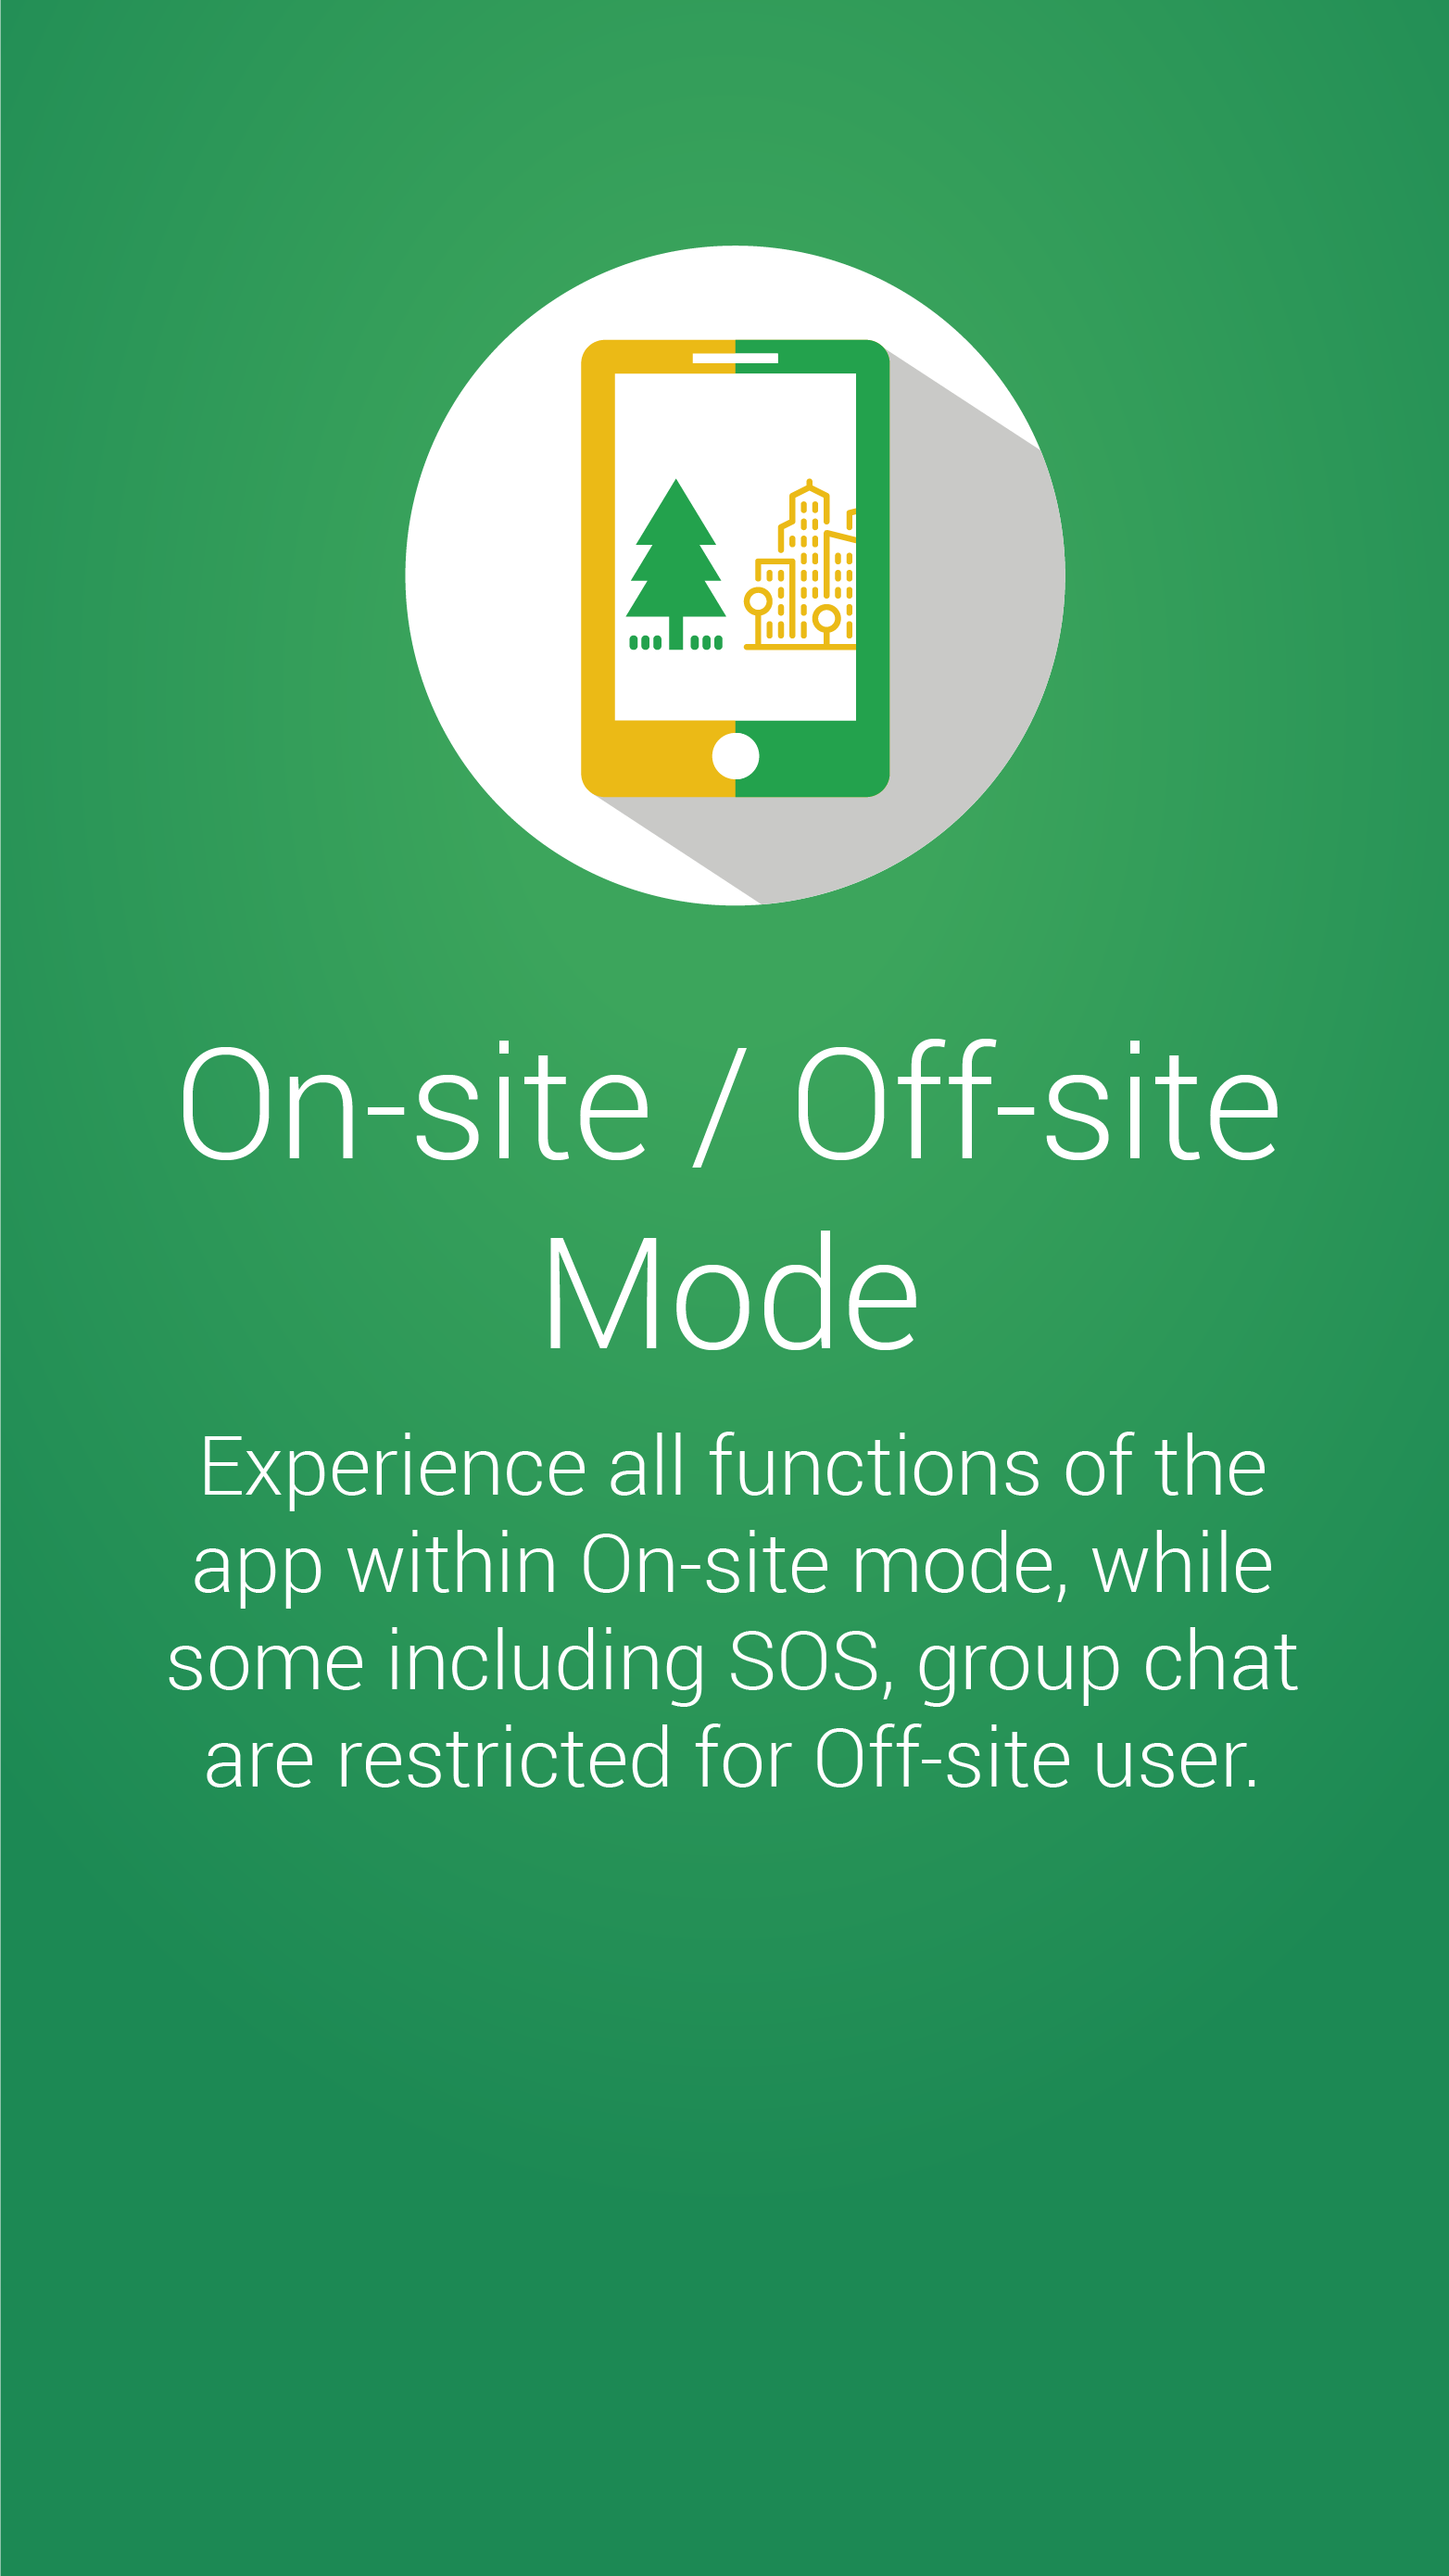 On-site / Off-site
Mode
Experience all functions of the
app within On-site mode, while
some including SOS, group chat
are restricted for Off-site user.